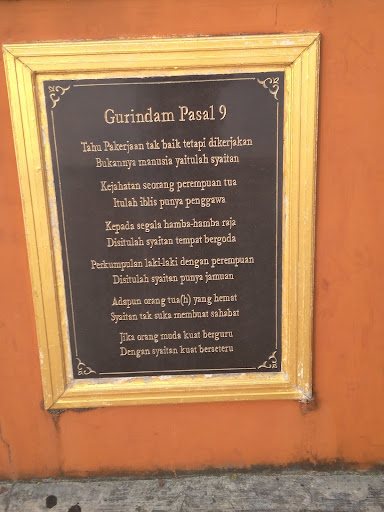 Gurindam Pasal 9
Tahu Pakerjaan tak baik tetapi dikerjakan
Bukannya manusia yaitulah syaitan
Kejahatan seorang perempuan tua
Itulah iblis punya penggawa
Kepada segala hamba-hamba raja
Disitulah syaitan tempat bergoda
Perkumpulan laki-laki dengan perempuan
Disitulah syaitan punya jamuan
Adapun orang tua(h) yang hemat
Syaitan tak suka membuat sahabat
Jika orang muda kuat berguru
Dengan syaitan kuat berseteru